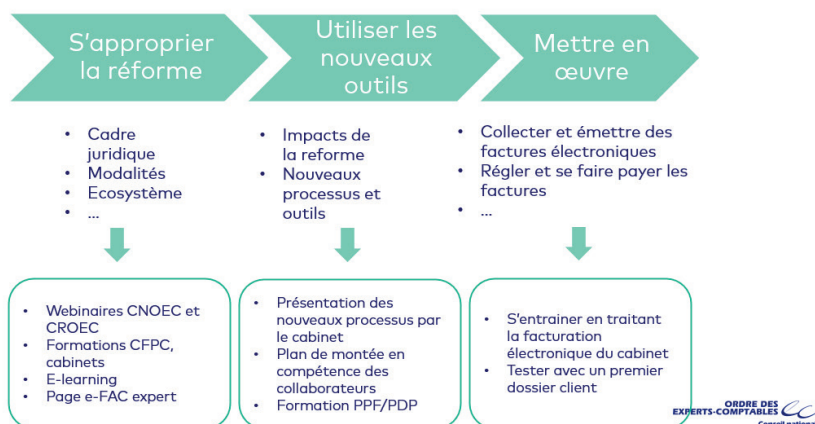 S'approprier
la réforme
Utiliser les
nouveaux
outils
Mettre en
œuvre
• Cadre
juridique
• Modalités
• Ecosystème
• ...
• Impacts de
la reforme
• Nouveaux
processus et
outils
• Collecter et émettre des
factures électroniques
• Régler et se faire payer les
factures
• ...
• Webinaires CNOEC et
CROEC
• Formations CFPC,
cabinets
• E-learning
• Page e-FAC expert
• Présentation des
nouveaux processus par
le cabinet
• Plan de montée en
compétence des
collaborateurs
• Formation PPF/PDP
• S'entrainer en traitant
la facturation
électronique du cabinet
• Tester avec un premier
dossier client
ORDRE DES
EXPERTS-COMPTABLES
Conseil national